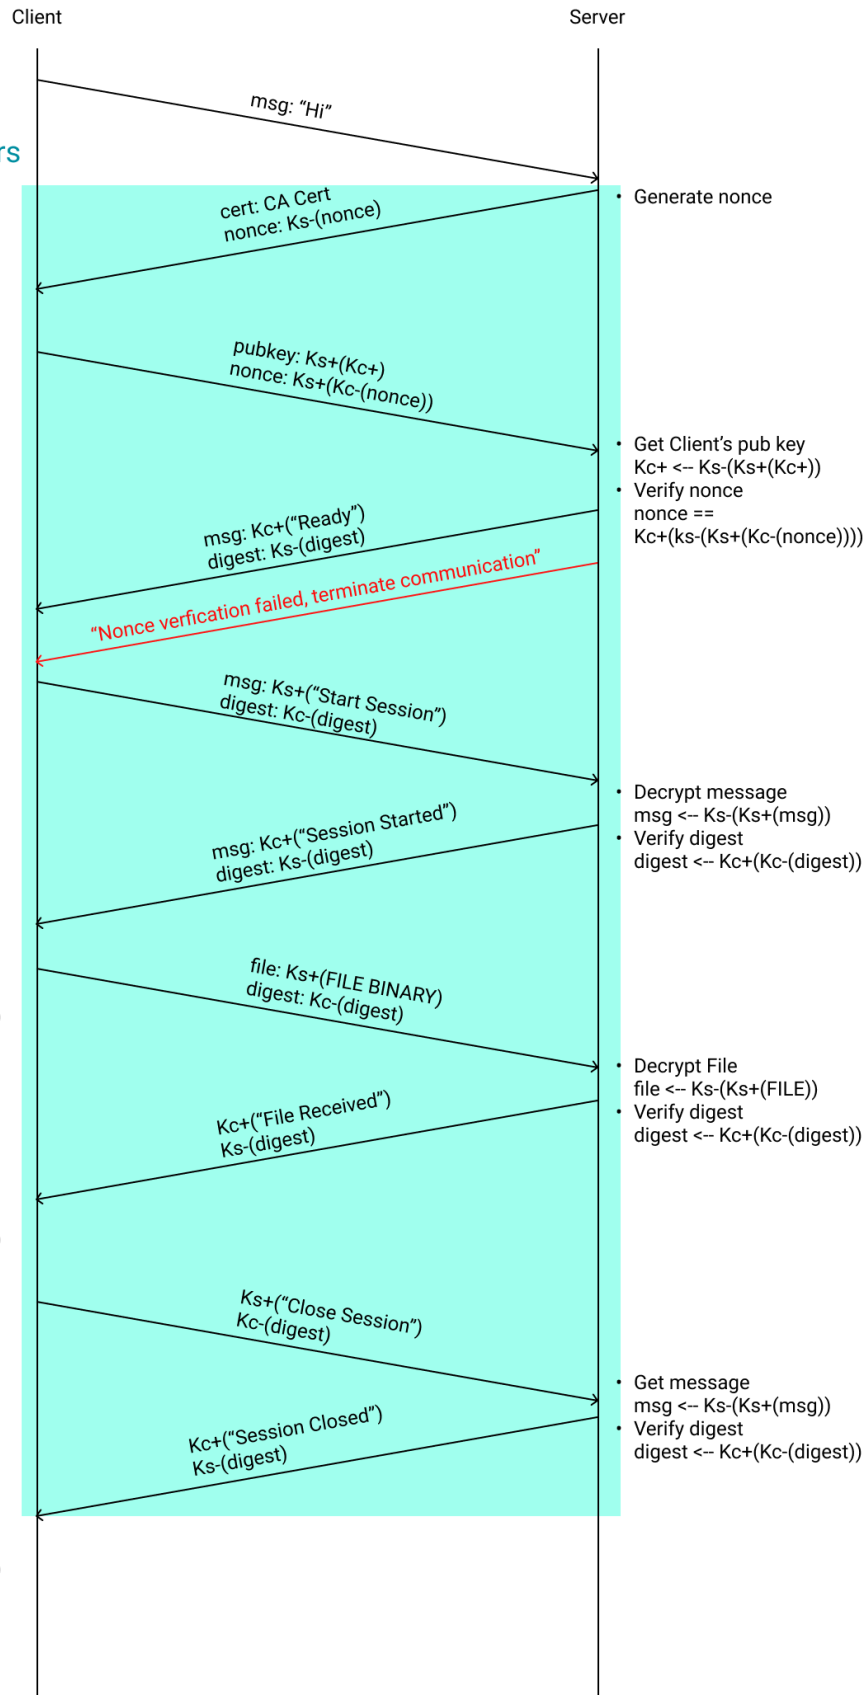 Client
Server
msg: “Hi”
rs
cert: CA Cert
nonce: Ks-(nonce)
• Generate nonce
pubkey: Ks+(Kc+)
nonce: Ks+(Kc-(nonce))
• Get Client’s pub key
Kc+ <-- Ks-(Ks+(Kc+))
• Verify nonce
nonce ==
Kc+(ks-(Ks+(Kc-(nonce))))
msg: Kc+(“Ready”)
digest: Ks-(digest)
“Nonce verfication failed, terminate communication”
msg: Ks+(“Start Session”)
digest: Kc-(digest)
• Decrypt message
msg <-- Ks-(Ks+(msg))
• Verify digest
digest <-- Kc+(Kc-(digest))
msg: Kc+(“Session Started”)
digest: Ks-(digest)
file: Ks+(FILE BINARY)
digest: Kc-(digest)
• Decrypt File
file <-- Ks-(Ks+(FILE))
• Verify digest
digest <-- Kc+(Kc-(digest))
Kc+(“File Received”)
Ks-(digest)
Ks+(“Close Session”)
Kc-(digest)
• Get message
msg <-- Ks-(Ks+(msg))
• Verify digest
digest <-- Kc+(Kc-(digest))
Kc+(“Session Closed”)
Ks-(digest)